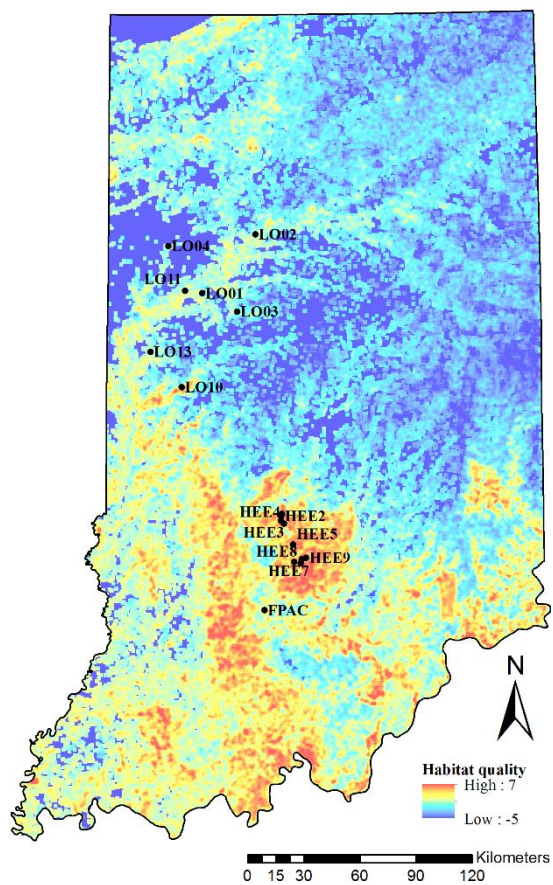 LO02
LO04
LO11
LO01
LO03
LO13
LO10
HEE4
HEE2
HEE3
HEE5
HEE8
HEE9
HEE7
FPAC
N
Habitat quality
High : 7
Low : -5
Kilometers
0 15 30 60 90 120